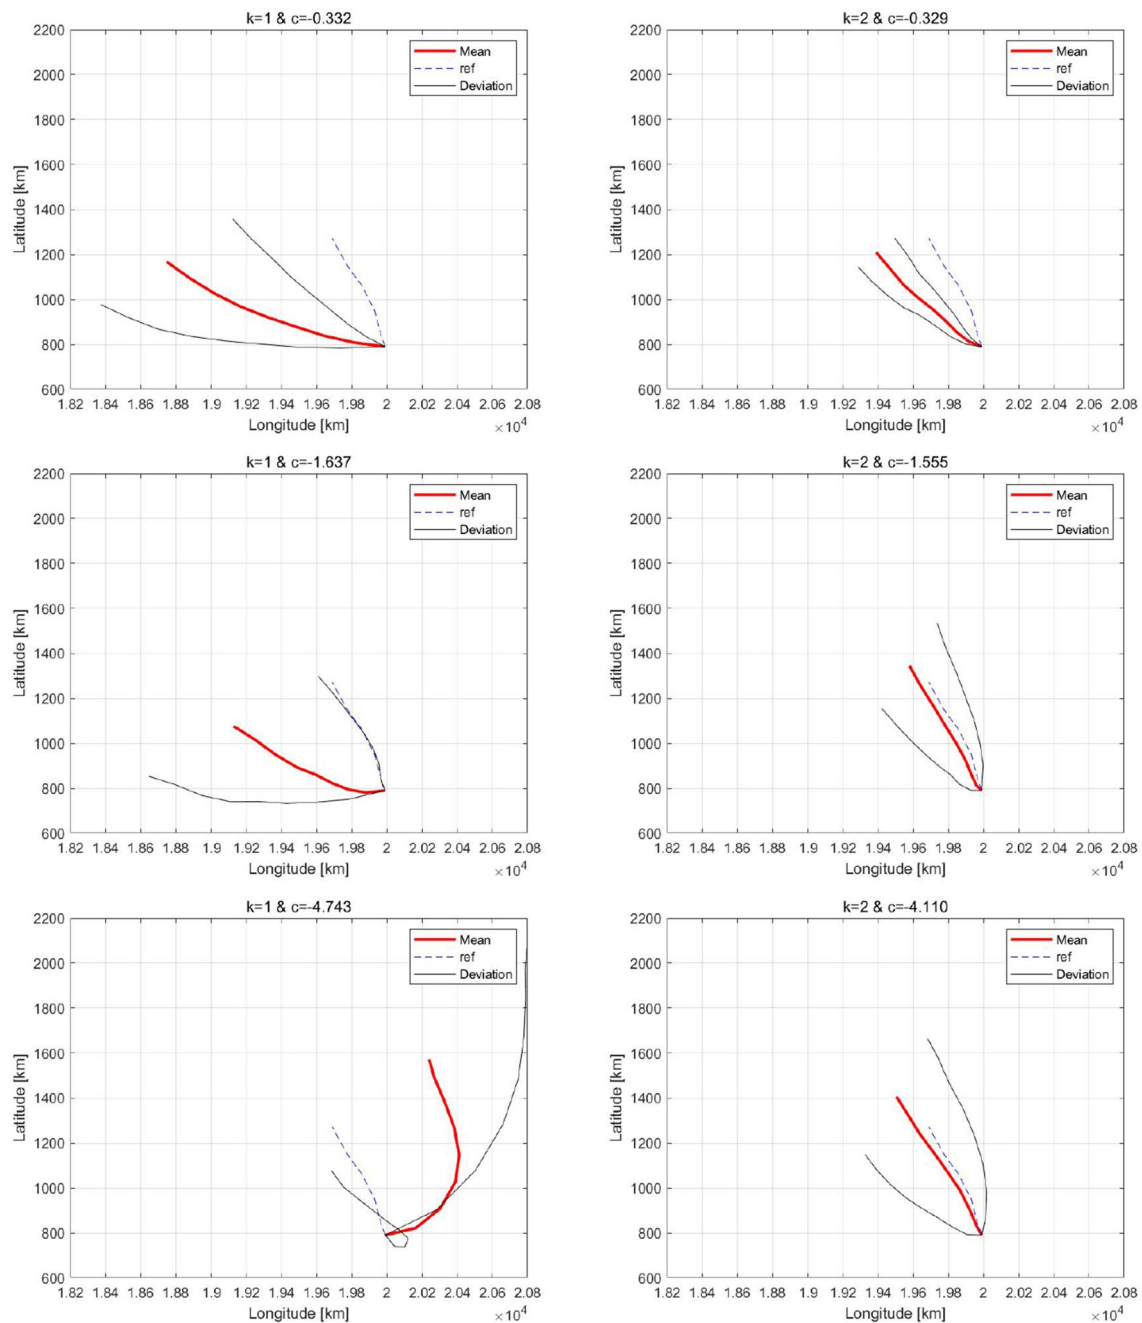 k=1 & c=-0.332
2200
2000
1800
1600
1400
1200
1000
800
600
Latitude [km]
Mean
ref
Deviation
1.82 1.84 1.86 1.88 1.9 1.92 1.94 1.96 1.98 2 2.02 2.04 2.06 2.08
Longitude [km]
×10⁴
k=2 & c=-0.329
2200
2000
1800
1600
1400
1200
1000
800
600
Latitude [km]
Mean
ref
Deviation
1.82 1.84 1.86 1.88 1.9 1.92 1.94 1.96 1.98 2 2.02 2.04 2.06 2.08
Longitude [km]
×10⁴
k=1 & c=-1.637
2200
2000
1800
1600
1400
1200
1000
800
600
Latitude [km]
Mean
ref
Deviation
1.82 1.84 1.86 1.88 1.9 1.92 1.94 1.96 1.98 2 2.02 2.04 2.06 2.08
Longitude [km]
×10⁴
k=2 & c=-1.555
2200
2000
1800
1600
1400
1200
1000
800
600
Latitude [km]
Mean
ref
Deviation
1.82 1.84 1.86 1.88 1.9 1.92 1.94 1.96 1.98 2 2.02 2.04 2.06 2.08
Longitude [km]
×10⁴
k=1 & c=-4.743
2200
2000
1800
1600
1400
1200
1000
800
600
Latitude [km]
Mean
ref
Deviation
1.82 1.84 1.86 1.88 1.9 1.92 1.94 1.96 1.98 2 2.02 2.04 2.06 2.08
Longitude [km]
×10⁴
k=2 & c=-4.110
2200
2000
1800
1600
1400
1200
1000
800
600
Latitude [km]
Mean
ref
Deviation
1.82 1.84 1.86 1.88 1.9 1.92 1.94 1.96 1.98 2 2.02 2.04 2.06 2.08
Longitude [km]
×10⁴